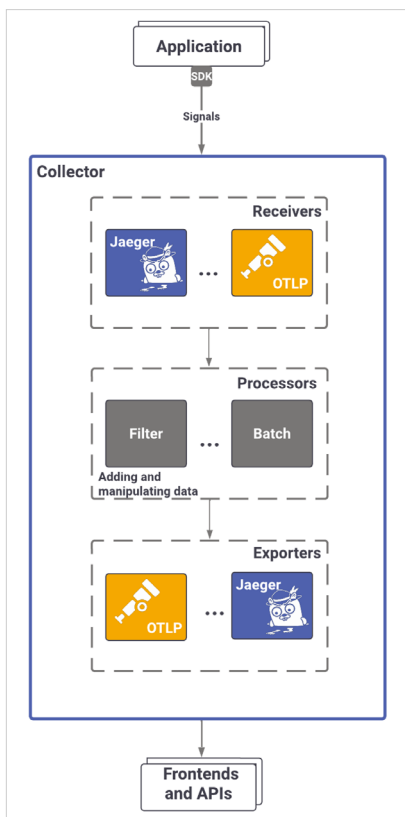 Application
SDK
Signals
Collector
Receivers
Jaeger
...
OTLP
Processors
Filter
...
Batch
Adding and
manipulating data
Exporters
OTLP
...
Jaeger
Frontends
and APIs